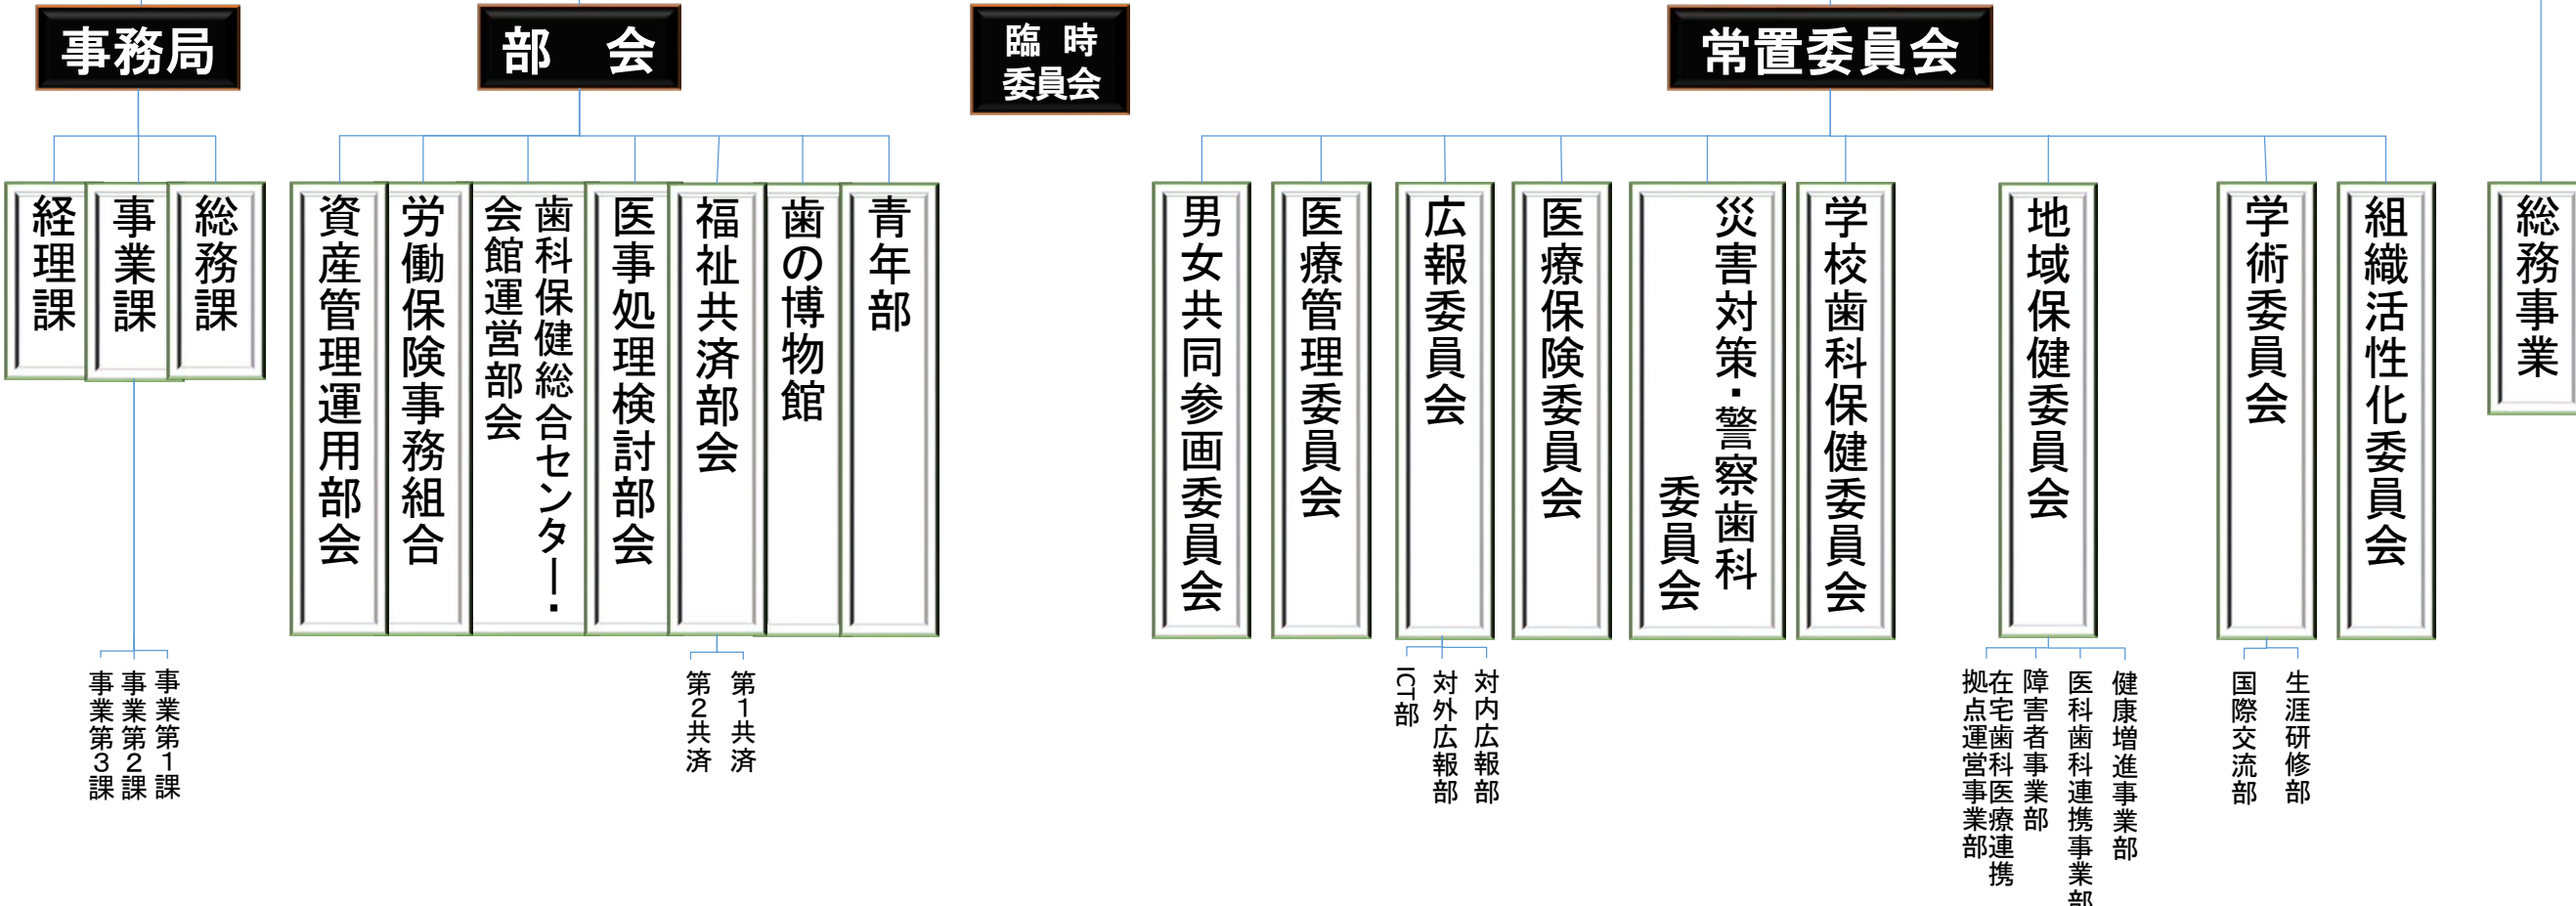 事務局
部　会
臨 時
委員会
常置委員会
経理課
事業課
総務課
資産管理運用部会
労働保険事務組合
歯科保健総合センター・
会館運営部会
医事処理検討部会
福祉共済部会
歯の博物館
青年部
男女共同参画委員会
医療管理委員会
広報委員会
医療保険委員会
災害対策・警察歯科
委員会
学校歯科保健委員会
地域保健委員会
学術委員会
組織活性化委員会
総務事業
事業第1課
事業第2課
事業第3課
第1共済
第2共済
対内広報部
対外広報部
ICT部
健康増進事業部
医科歯科連携事業部
障害者事業部
在宅歯科医療連携
拠点運営事業部
生涯研修部
国際交流部